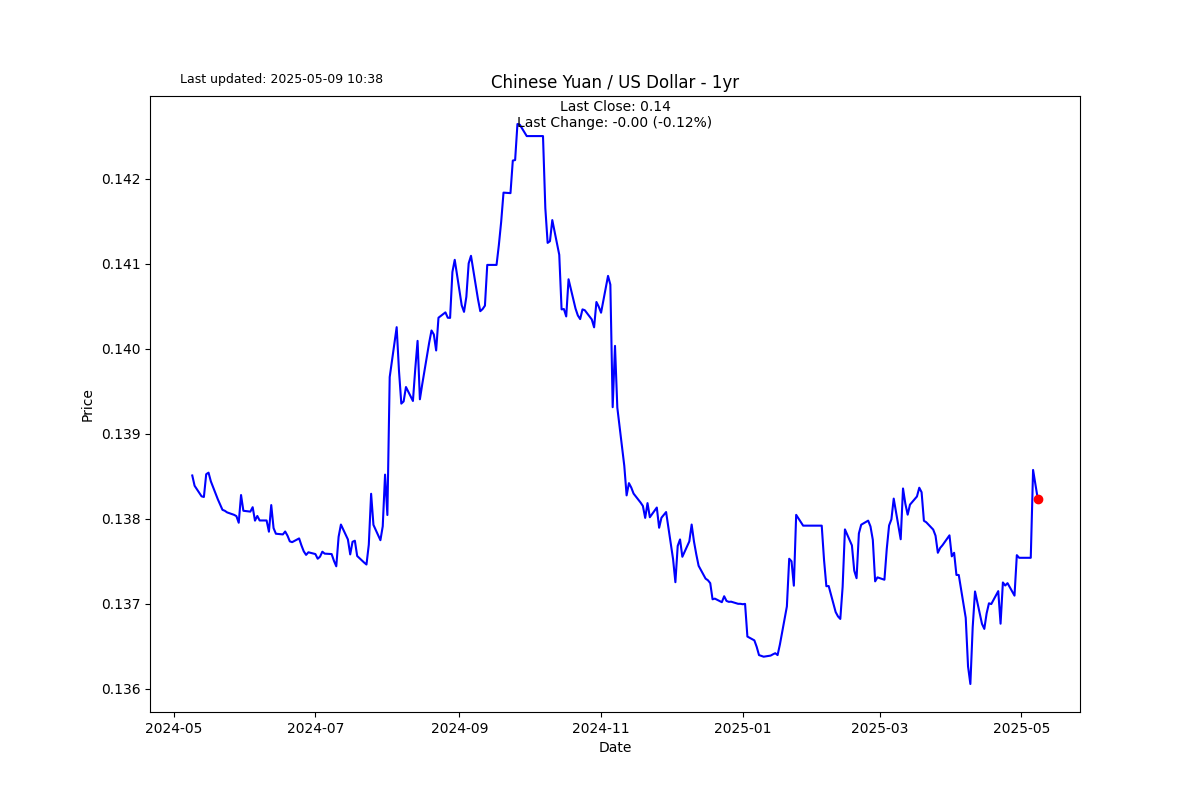 Last updated: 2025-05-09 10:38
Chinese Yuan / US Dollar - 1yr
Last Close: 0.14
Last Change: -0.00 (-0.12%)
0.142
0.141
0.140
0.139
0.138
0.137
0.136
Price
2024-05
2024-07
2024-09
2024-11
2025-01
2025-03
2025-05
Date